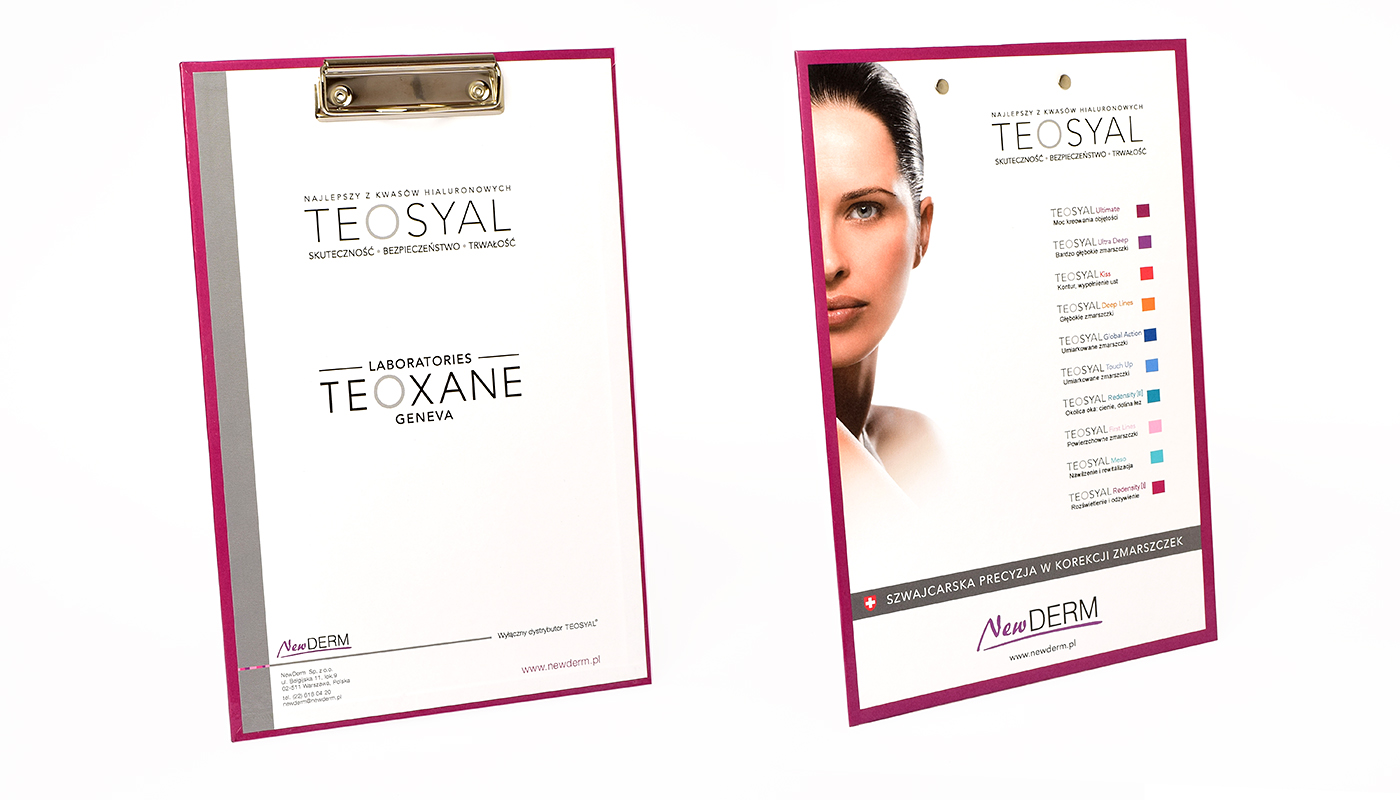 NAJLEPSZY Z KWASÓW HIALURONOWYCH
TEOSYAL
SKUTECZNOŚĆ • BEZPIECZEŃSTWO • TRWAŁOŚĆ
LABORATORIES
TEOXANE
GENEVA
NewDERM
Wyłączny dystrybutor TEOSYAL®
NewDerm Sp. z o.o.
ul. Belgijska 11, lok.9
02-511 Warszawa, Polska
tel. (22) 618 04 20
newderm@newderm.pl
www.newderm.pl
NAJLEPSZY Z KWASÓW HIALURONOWYCH
TEOSYAL
SKUTECZNOŚĆ • BEZPIECZEŃSTWO • TRWAŁOŚĆ
TEOSYAL Ultimate
Moc kreowania objętości
TEOSYAL Ultra Deep
Bardzo głębokie zmarszczki
TEOSYAL Kiss
Kontur, wypełnienie ust
TEOSYAL Deep Lines
Głębokie zmarszczki
TEOSYAL Global Action
Umiarkowane zmarszczki
TEOSYAL Touch Up
Umiarkowane zmarszczki
TEOSYAL Redensity [II]
Okolica oka: cienie, dolina łez
TEOSYAL First Lines
Powierzchowne zmarszczki
TEOSYAL Meso
Nawilżenie i rewitalizacja
TEOSYAL Redensity [I]
Rozświetlenie i odżywienie
SZWAJCARSKA PRECYZJA W KOREKCJI ZMARSZCZEK
NewDERM
www.newderm.pl